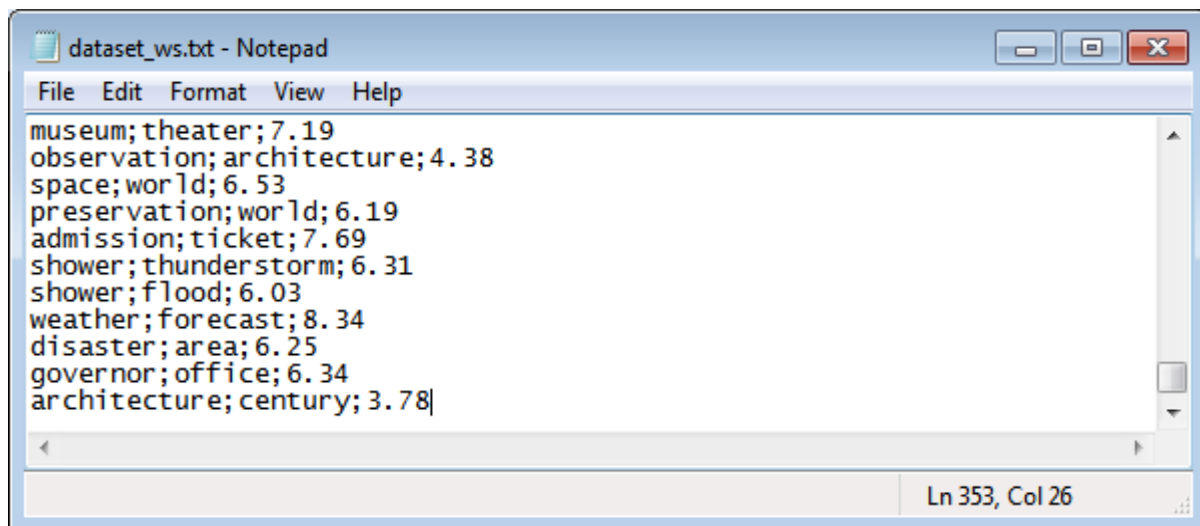 dataset_ws.txt - Notepad
File Edit Format View Help
museum;theater;7.19
observation;architecture;4.38
space;world;6.53
preservation;world;6.19
admission;ticket;7.69
shower;thunderstorm;6.31
shower;flood;6.03
weather;forecast;8.34
disaster;area;6.25
governor;office;6.34
architecture;century;3.78
Ln 353, Col 26